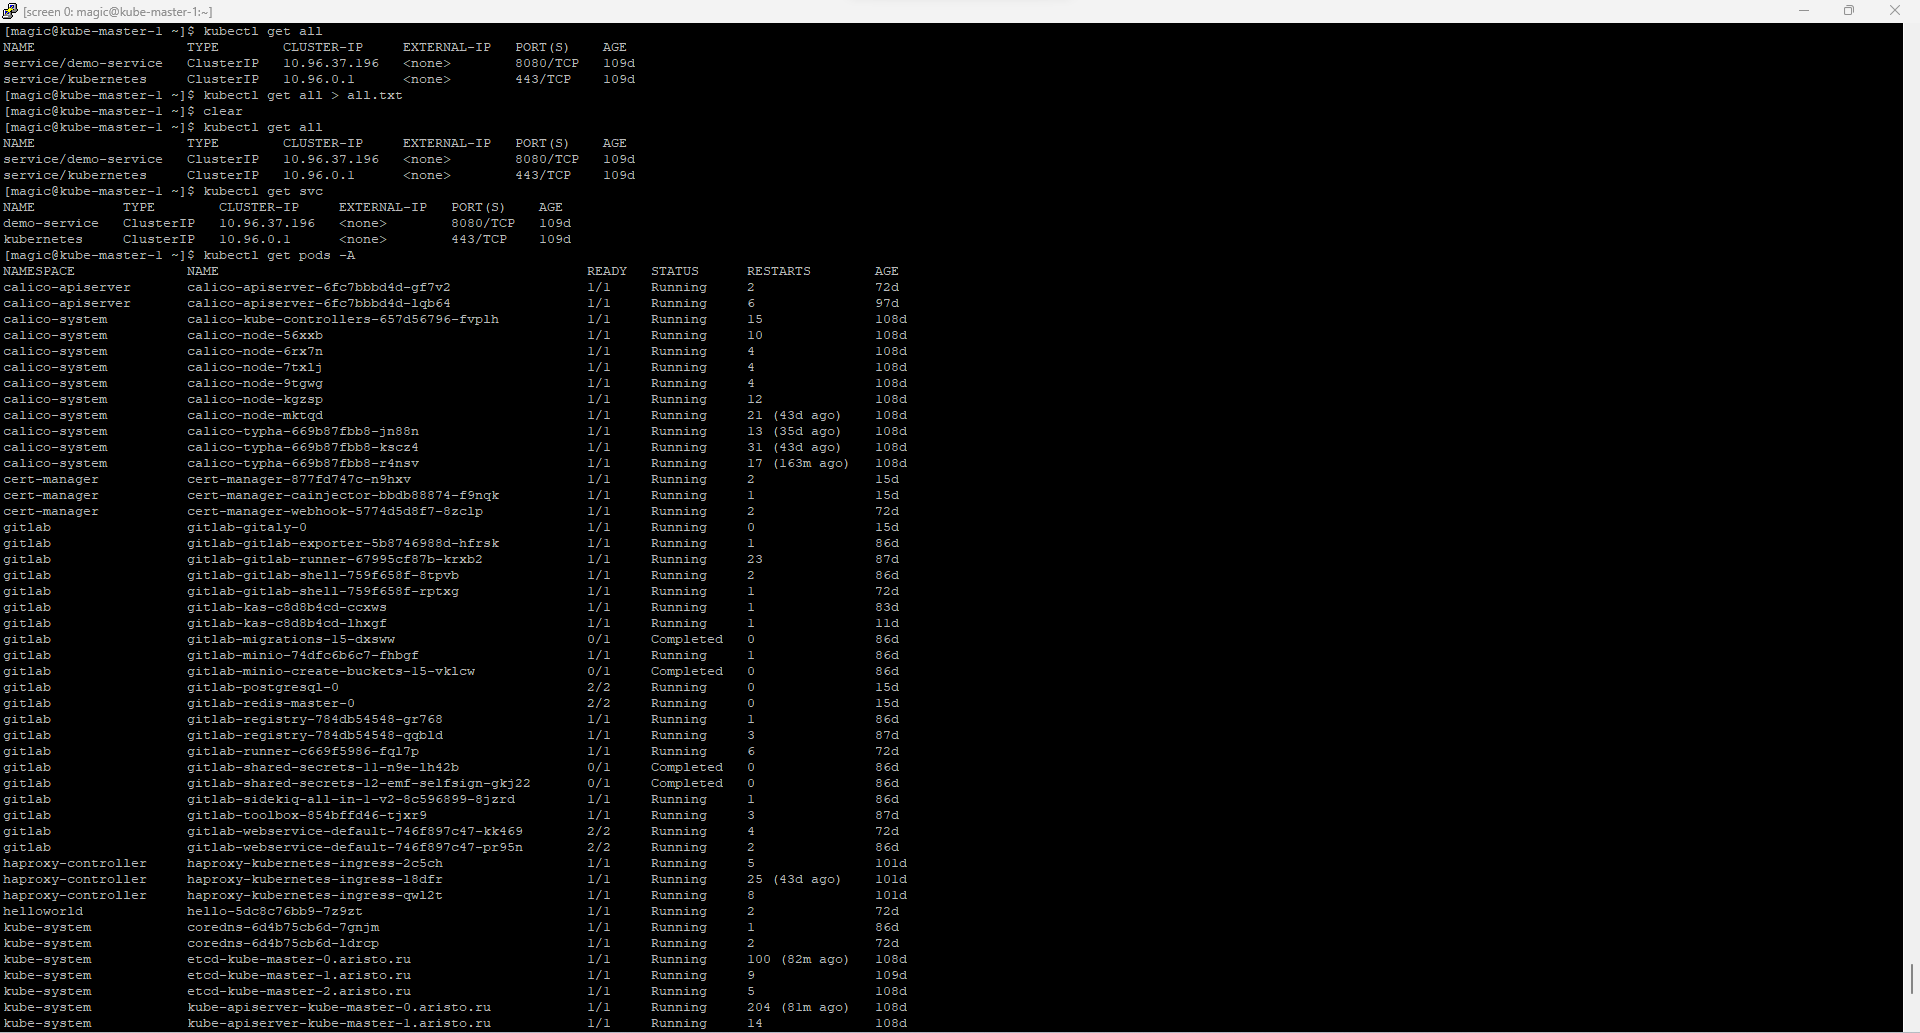 [screen 0: magic@kube-master-1:~]
[magic@kube-master-1 ~]$ kubectl get all
NAME TYPE CLUSTER-IP EXTERNAL-IP PORT(S) AGE
service/demo-service ClusterIP 10.96.37.196 <none> 8080/TCP 109d
service/kubernetes ClusterIP 10.96.0.1 <none> 443/TCP 109d
[magic@kube-master-1 ~]$ kubectl get all > all.txt
[magic@kube-master-1 ~]$ clear
[magic@kube-master-1 ~]$ kubectl get all
NAME TYPE CLUSTER-IP EXTERNAL-IP PORT(S) AGE
service/demo-service ClusterIP 10.96.37.196 <none> 8080/TCP 109d
service/kubernetes ClusterIP 10.96.0.1 <none> 443/TCP 109d
[magic@kube-master-1 ~]$ kubectl get svc
NAME TYPE CLUSTER-IP EXTERNAL-IP PORT(S) AGE
demo-service ClusterIP 10.96.37.196 <none> 8080/TCP 109d
kubernetes ClusterIP 10.96.0.1 <none> 443/TCP 109d
[magic@kube-master-1 ~]$ kubectl get pods -A
NAMESPACE NAME READY STATUS RESTARTS AGE
calico-apiserver calico-apiserver-6fc7bbbd4d-gf7v2 1/1 Running 2 72d
calico-apiserver calico-apiserver-6fc7bbbd4d-lqb64 1/1 Running 6 97d
calico-system calico-kube-controllers-657d56796-fvplh 1/1 Running 15 108d
calico-system calico-node-56xxb 1/1 Running 10 108d
calico-system calico-node-6rx7n 1/1 Running 4 108d
calico-system calico-node-7txlj 1/1 Running 4 108d
calico-system calico-node-9tgwg 1/1 Running 4 108d
calico-system calico-node-kgzsp 1/1 Running 12 108d
calico-system calico-node-mktqd 1/1 Running 21 (43d ago) 108d
calico-system calico-typha-669b87fbb8-jn88n 1/1 Running 13 (35d ago) 108d
calico-system calico-typha-669b87fbb8-kscz4 1/1 Running 31 (43d ago) 108d
calico-system calico-typha-669b87fbb8-r4nsv 1/1 Running 17 (163m ago) 108d
cert-manager cert-manager-877fd747c-n9hxv 1/1 Running 2 15d
cert-manager cert-manager-cainjector-bbdb88874-f9nqk 1/1 Running 1 15d
cert-manager cert-manager-webhook-5774d5d8f7-8zclp 1/1 Running 2 72d
gitlab gitlab-gitaly-0 1/1 Running 0 15d
gitlab gitlab-gitlab-exporter-5b8746988d-hfrsk 1/1 Running 1 86d
gitlab gitlab-gitlab-runner-67995cf87b-krxb2 1/1 Running 23 87d
gitlab gitlab-gitlab-shell-759f658f-8tpvb 1/1 Running 2 86d
gitlab gitlab-gitlab-shell-759f658f-rptxg 1/1 Running 1 72d
gitlab gitlab-kas-c8d8b4cd-ccxws 1/1 Running 1 83d
gitlab gitlab-kas-c8d8b4cd-lhxgf 1/1 Running 1 11d
gitlab gitlab-migrations-15-dxsww 0/1 Completed 0 86d
gitlab gitlab-minio-74dfc6b6c7-fhbgf 1/1 Running 1 86d
gitlab gitlab-minio-create-buckets-15-vklcw 0/1 Completed 0 86d
gitlab gitlab-postgresql-0 2/2 Running 0 15d
gitlab gitlab-redis-master-0 2/2 Running 0 15d
gitlab gitlab-registry-784db54548-gr768 1/1 Running 1 86d
gitlab gitlab-registry-784db54548-qqbld 1/1 Running 3 87d
gitlab gitlab-runner-c669f5986-fql7p 1/1 Running 6 72d
gitlab gitlab-shared-secrets-11-n9e-lh42b 0/1 Completed 0 86d
gitlab gitlab-shared-secrets-12-emf-selfsign-gkj22 0/1 Completed 0 86d
gitlab gitlab-sidekiq-all-in-1-v2-8c596899-8jzrd 1/1 Running 1 86d
gitlab gitlab-toolbox-854bffd46-tjxr9 1/1 Running 3 87d
gitlab gitlab-webservice-default-746f897c47-kk469 2/2 Running 4 72d
gitlab gitlab-webservice-default-746f897c47-pr95n 2/2 Running 2 86d
haproxy-controller haproxy-kubernetes-ingress-2c5ch 1/1 Running 5 101d
haproxy-controller haproxy-kubernetes-ingress-l8dfr 1/1 Running 25 (43d ago) 101d
haproxy-controller haproxy-kubernetes-ingress-qwl2t 1/1 Running 8 101d
helloworld hello-5dc8c76bb9-7z9zt 1/1 Running 2 72d
kube-system coredns-6d4b75cb6d-7gnjm 1/1 Running 1 86d
kube-system coredns-6d4b75cb6d-ldrcp 1/1 Running 2 72d
kube-system etcd-kube-master-0.aristo.ru 1/1 Running 100 (82m ago) 108d
kube-system etcd-kube-master-1.aristo.ru 1/1 Running 9 109d
kube-system etcd-kube-master-2.aristo.ru 1/1 Running 5 108d
kube-system kube-apiserver-kube-master-0.aristo.ru 1/1 Running 204 (81m ago) 108d
kube-system kube-apiserver-kube-master-1.aristo.ru 1/1 Running 14 108d